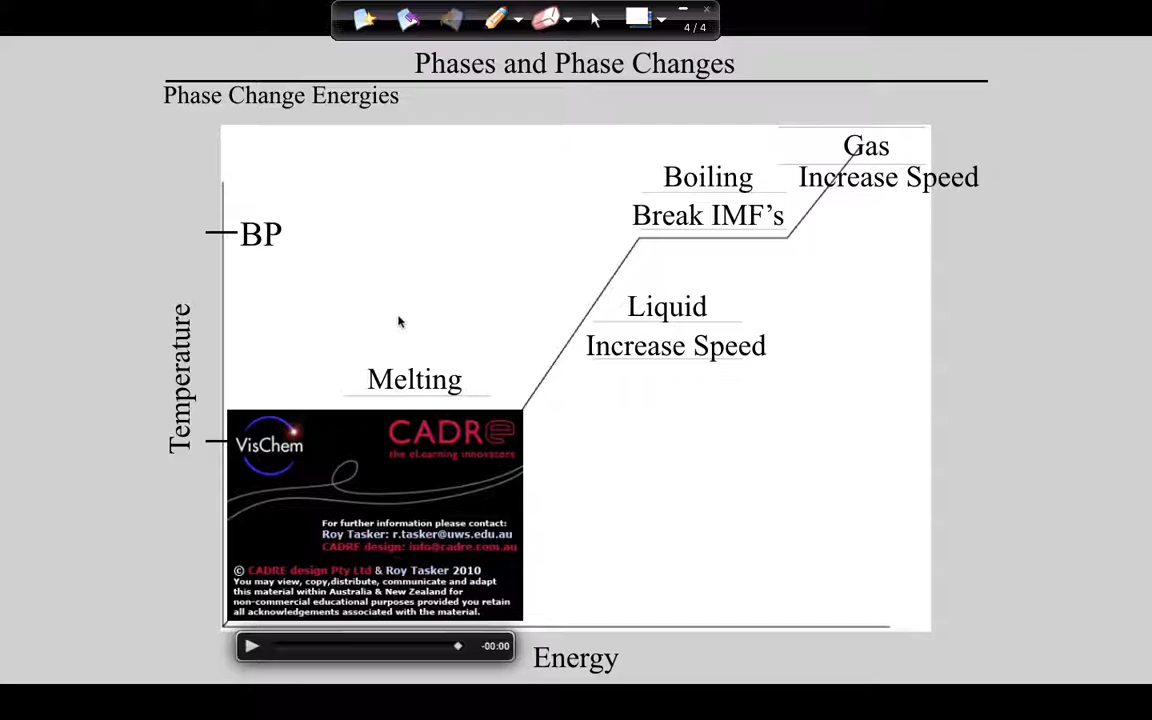 4 / 4
Phases and Phase Changes
Phase Change Energies
Gas
Increase Speed
Boiling
Break IMF's
BP
Liquid
Increase Speed
Temperature
Melting
VisChem
CADRe
the eLearning innovators
For further information please contact:
Roy Tasker: r.tasker@uws.edu.au
CADRE design: info@cadre.com.au
© CADRE design Pty Ltd & Roy Tasker 2010
You may view, copy,distribute, communicate and adapt
this material within Australia & New Zealand for
non-commercial educational purposes provided you retain
all acknowledgements associated with the material.
-00:00
Energy